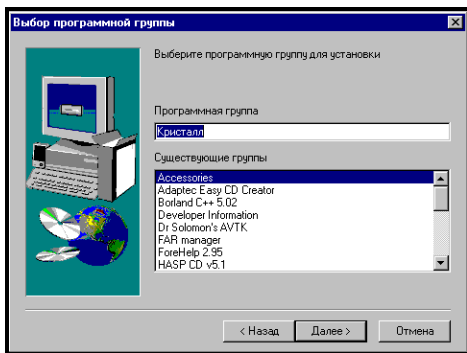 Выбор программной группы
Выберите программную группу для установки
Программная группа
Кристалл
Существующие группы
Accessories
Adaptec Easy CD Creator
Borland C++ 5.02
Developer Information
Dr Solomon's AVTK
FAR manager
ForeHelp 2.95
HASP CD v5.1
< Назад
Далее >
Отмена